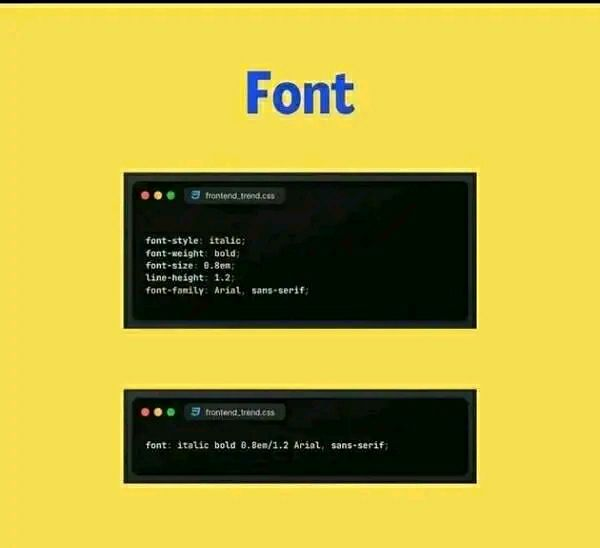 Font
frontend_trend.css
font-style: italic;
font-weight: bold;
font-size: 0.8em;
line-height: 1.2;
font-family: Arial, sans-serif;
frontend_trend.css
font: italic bold 0.8em/1.2 Arial, sans-serif;